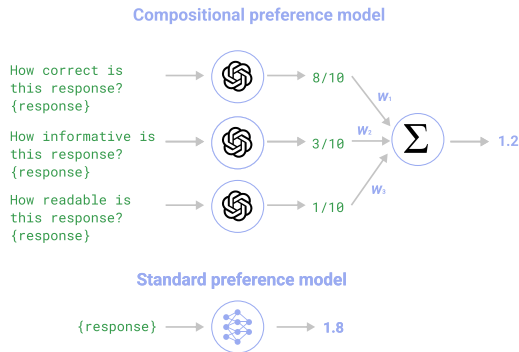 Compositional preference model
How correct is
this response?
{response}
8/10
W₁
How informative is
this response?
{response}
3/10
W₂
Σ
1.2
How readable is
this response?
{response}
1/10
W₃
Standard preference model
{response}
1.8